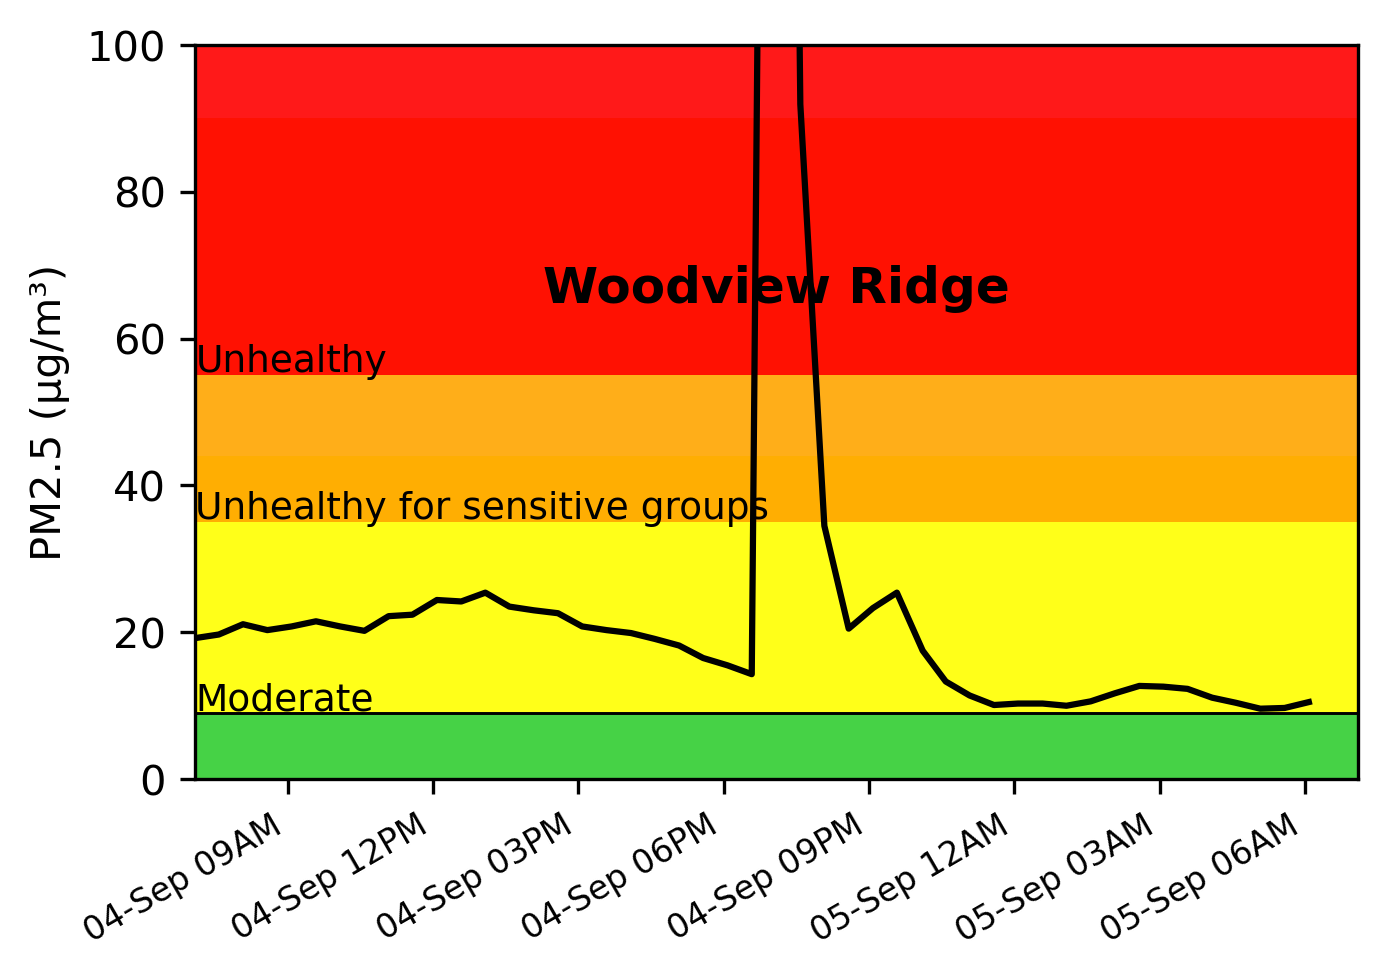 100
80
60
40
20
0
PM2.5 (µg/m³)
Woodview Ridge
Unhealthy
Unhealthy for sensitive groups
Moderate
04-Sep 09AM
04-Sep 12PM
04-Sep 03PM
04-Sep 06PM
04-Sep 09PM
05-Sep 12AM
05-Sep 03AM
05-Sep 06AM